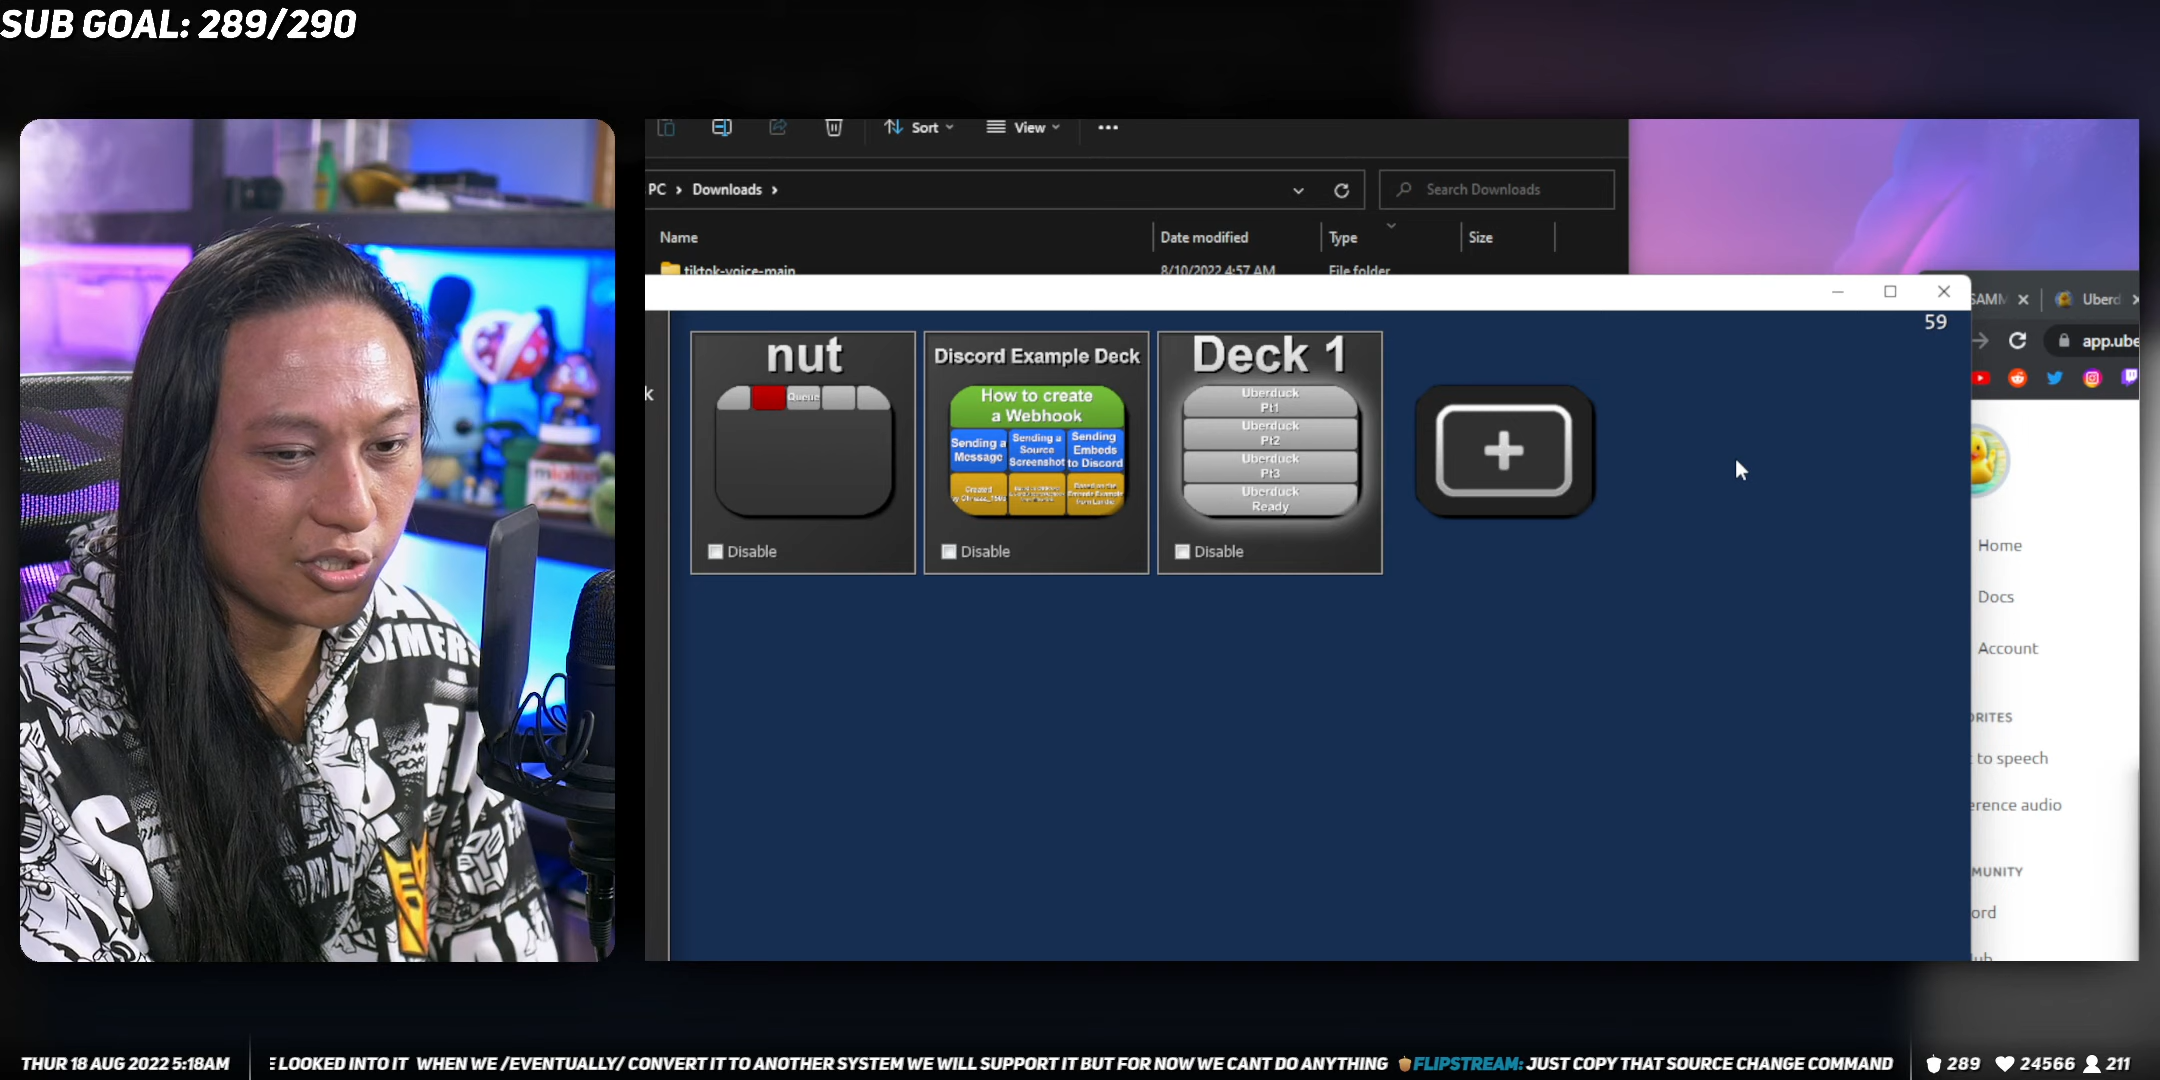 SUB GOAL: 289/290
Sort
View
PC > Downloads >
Search Downloads
Name
Date modified
Type
Size
tiktok-voice-main
8/10/2022 4:57 AM
File folder
SAMM
Uberd
59
app.ube
k
nut
Queue
Disable
Discord Example Deck
How to create
a Webhook
Sending a
Message
Sending a
Source
Screenshot
Sending
Embeds
to Discord
Created
Disable
Deck 1
Uberduck
Pt1
Uberduck
Pt2
Uberduck
Pt3
Uberduck
Ready
Disable
Home
Docs
Account
ORITES
t to speech
erence audio
MUNITY
ord
THUR 18 AUG 2022 5:18AM
E LOOKED INTO IT WHEN WE /EVENTUALLY/ CONVERT IT TO ANOTHER SYSTEM WE WILL SUPPORT IT BUT FOR NOW WE CANT DO ANYTHING FLIPSTREAM: JUST COPY THAT SOURCE CHANGE COMMAND
289 24566 211